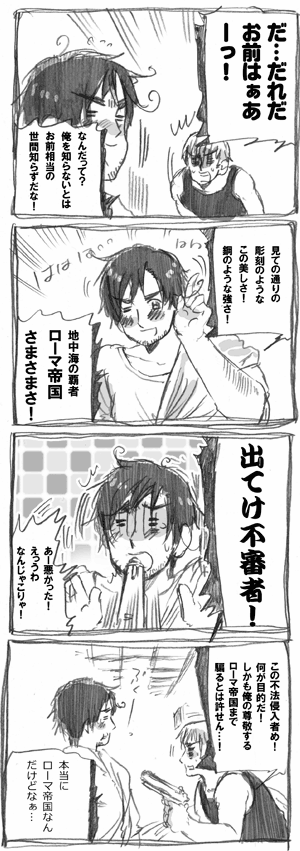 だ…だれだ
お前はぁあ
ーっ!
なんだって?
俺を知らないとは
お前相当の
世間知らずだな!
見ての通りの
彫刻のような
この美しさ!
鋼のような強さ!
はははは…
わん
地中海の覇者
ローマ帝国
さまさまさ!
出てけ不審者!
あー悪かった!
えっうわ
なんじゃこりゃ!
この不法侵入者め!
何が目的だ!
しかも俺の尊敬する
ローマ帝国まで
騙るとは許せん…!
本当に
ローマ帝国なん
だけどなぁ…